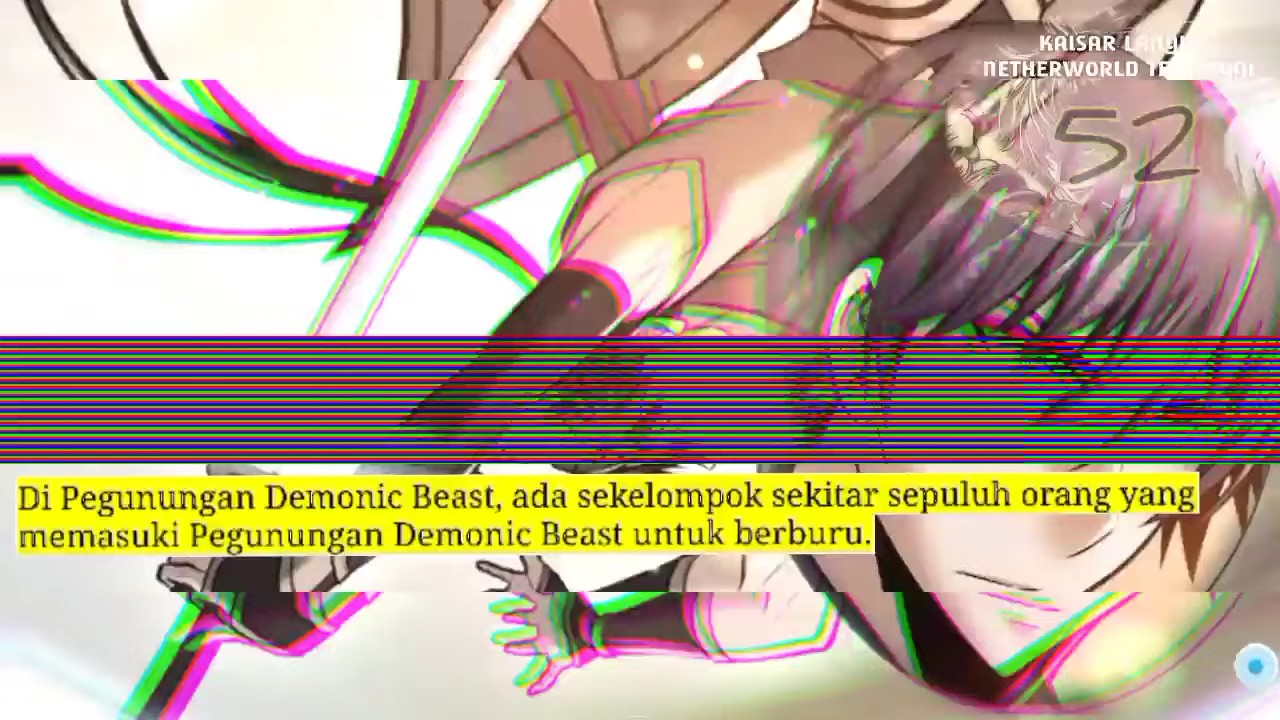 KAISAR
NETHERWORLD
52
Di Pegunungan Demonic Beast, ada sekelompok sekitar sepuluh orang yang
memasuki Pegunungan Demonic Beast untuk berburu.